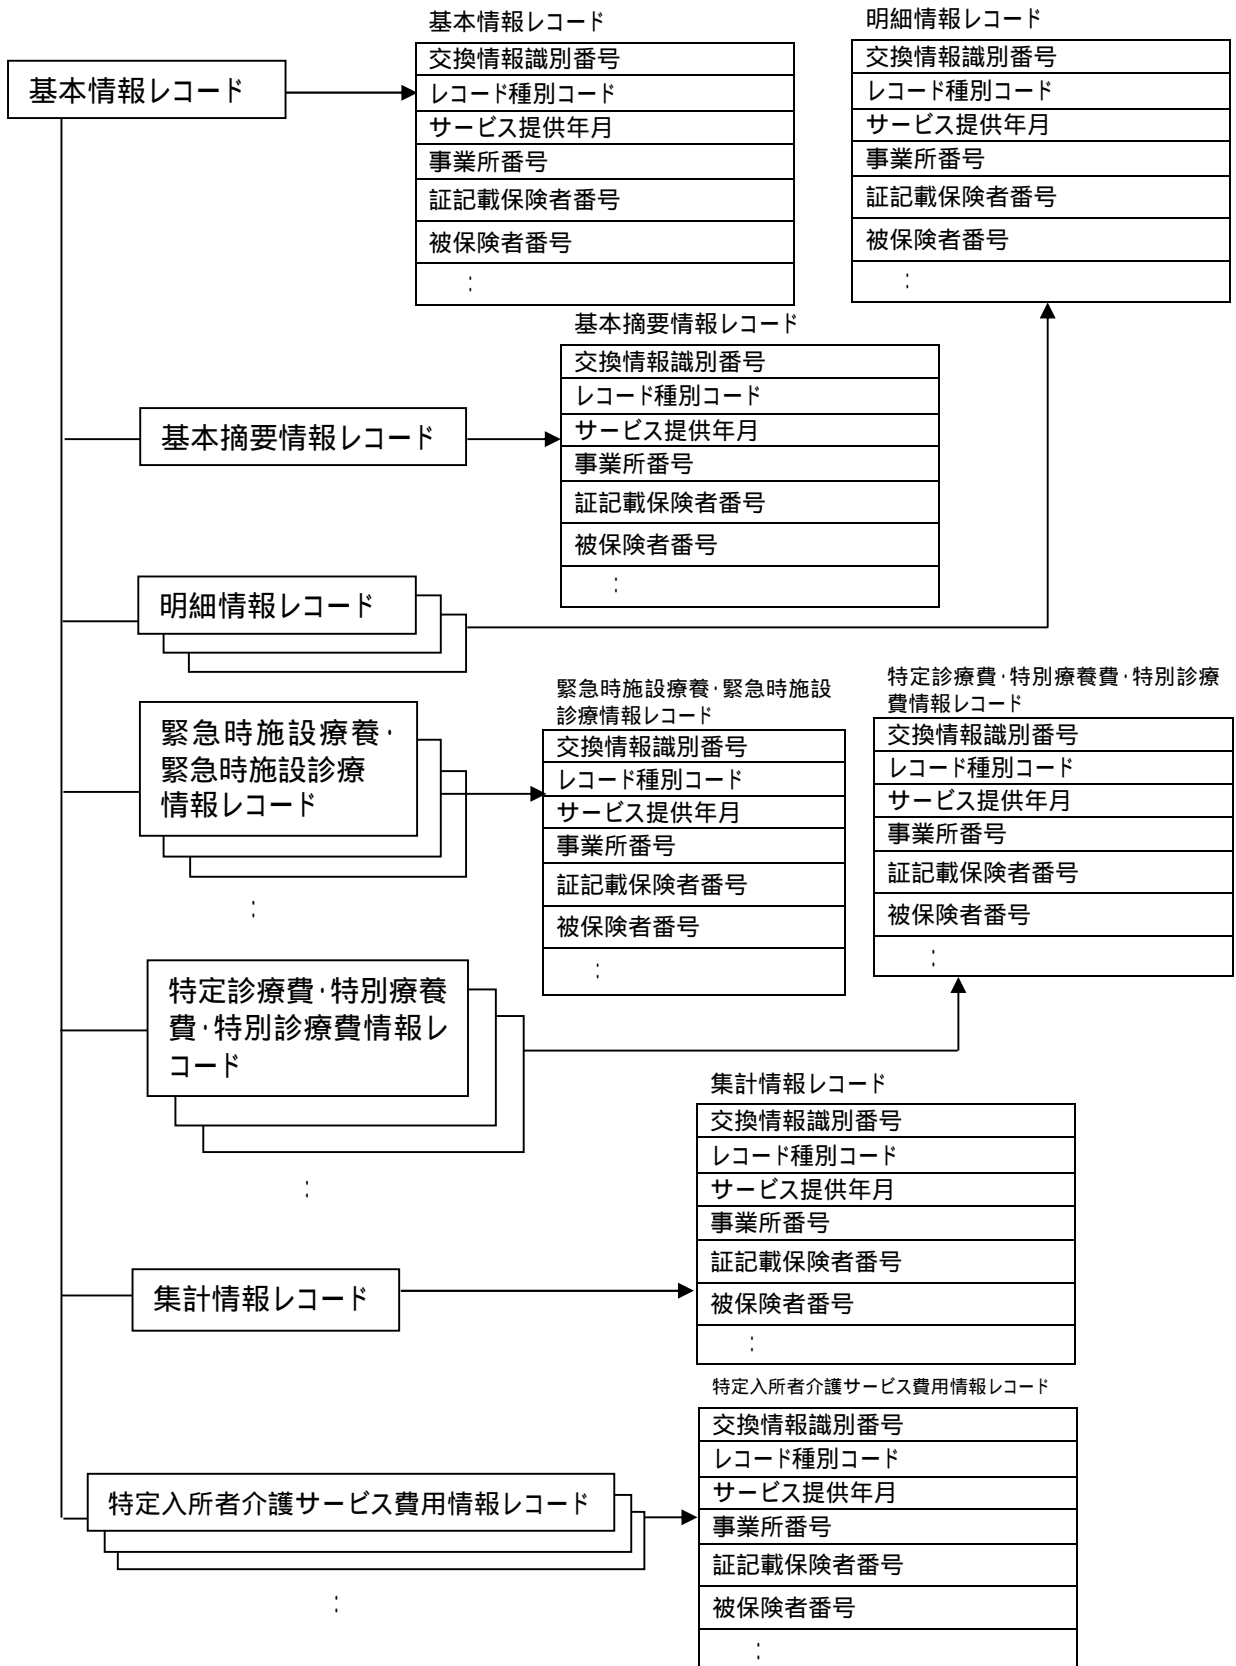 基本情報レコード
基本情報レコード
交換情報識別番号
レコード種別コード
サービス提供年月
事業所番号
証記載保険者番号
被保険者番号
:
明細情報レコード
交換情報識別番号
レコード種別コード
サービス提供年月
事業所番号
証記載保険者番号
被保険者番号
:
基本摘要情報レコード
基本摘要情報レコード
交換情報識別番号
レコード種別コード
サービス提供年月
事業所番号
証記載保険者番号
被保険者番号
:
明細情報レコード
緊急時施設療養・
緊急時施設診療
情報レコード
:
緊急時施設療養・緊急時施設
診療情報レコード
交換情報識別番号
レコード種別コード
サービス提供年月
事業所番号
証記載保険者番号
被保険者番号
:
特定診療費・特別療養費・特別診療
費情報レコード
交換情報識別番号
レコード種別コード
サービス提供年月
事業所番号
証記載保険者番号
被保険者番号
:
特定診療費・特別療養
費・特別診療費情報レ
コード
:
集計情報レコード
集計情報レコード
交換情報識別番号
レコード種別コード
サービス提供年月
事業所番号
証記載保険者番号
被保険者番号
:
特定入所者介護サービス費用情報レコード
:
特定入所者介護サービス費用情報レコード
交換情報識別番号
レコード種別コード
サービス提供年月
事業所番号
証記載保険者番号
被保険者番号
: